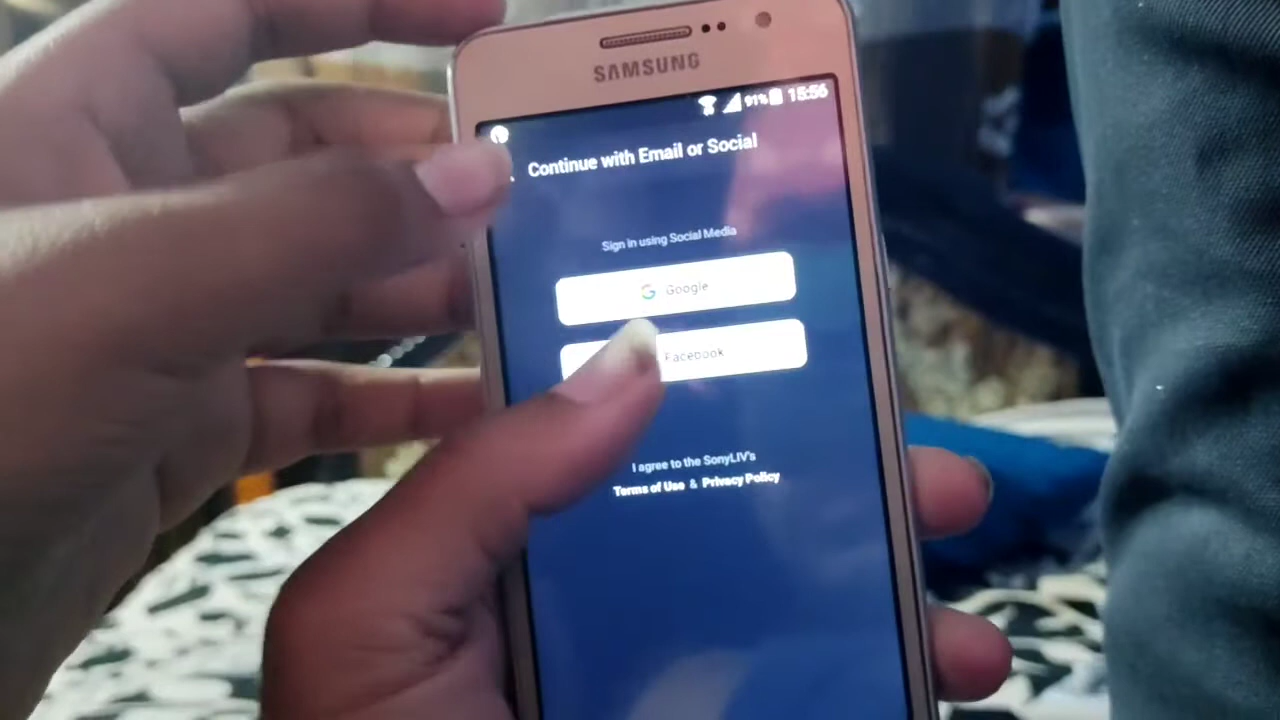 SAMSUNG
91% 15:56
Continue with Email or Social
Sign in using Social Media
Google
Facebook
I agree to the SonyLIV's
Terms of Use & Privacy Policy